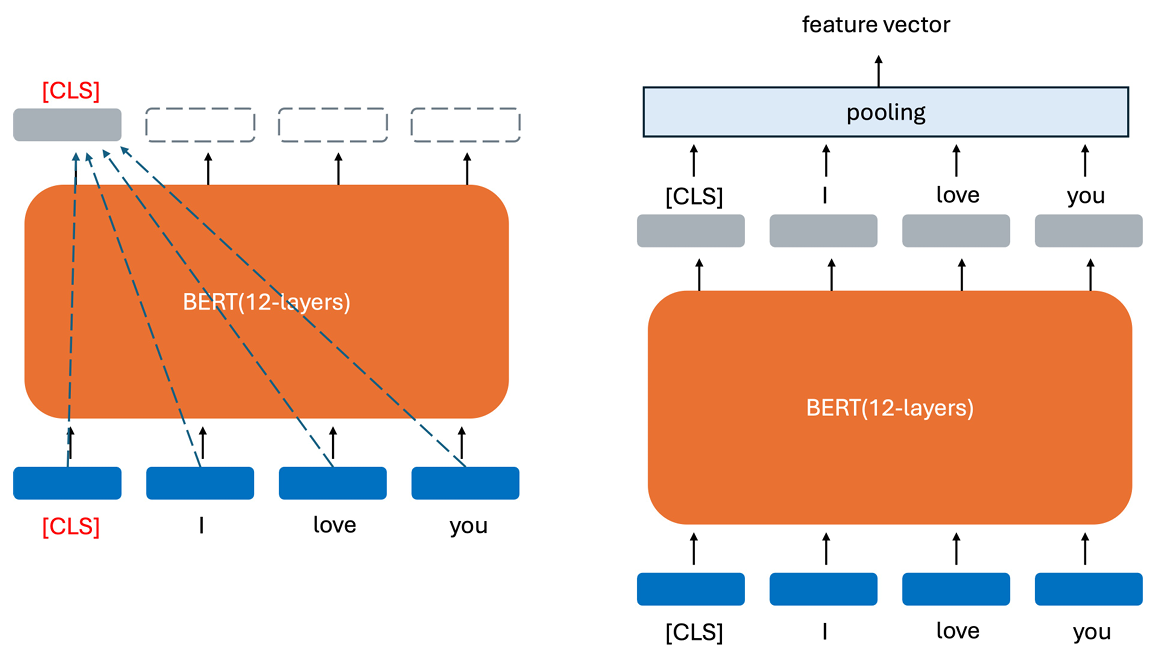 [CLS]
BERT(12-layers)
[CLS] I love you
feature vector
pooling
[CLS] I love you
BERT(12-layers)
[CLS] I love you